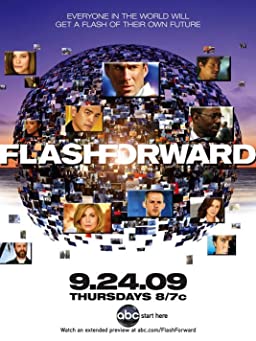 EVERYONE IN THE WORLD WILL
GET A FLASH OF THEIR OWN FUTURE
FLASHFORWARD
9.24.09
THURSDAYS 8/7c
abc start here
Watch an extended preview at abc.com/FlashForward